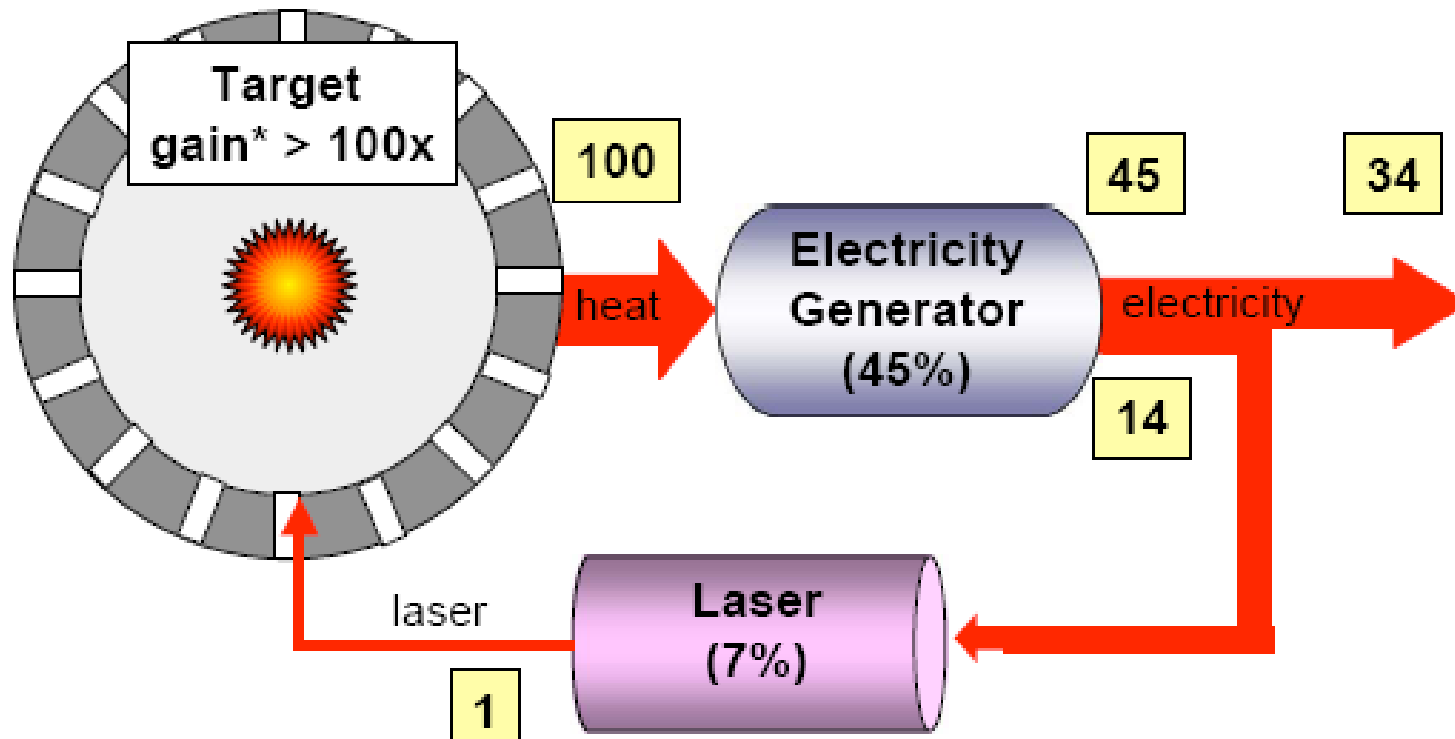 Target
gain* > 100x
100
45
34
heat
Electricity
Generator
(45%)
electricity
14
laser
Laser
(7%)
1